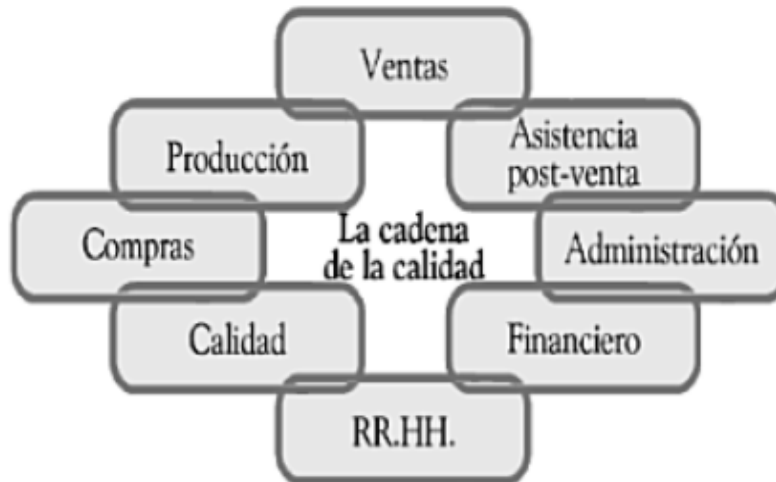 Ventas
Producción
Asistencia
post-venta
Compras
La cadena
de la calidad
Administración
Calidad
Financiero
RR.HH.